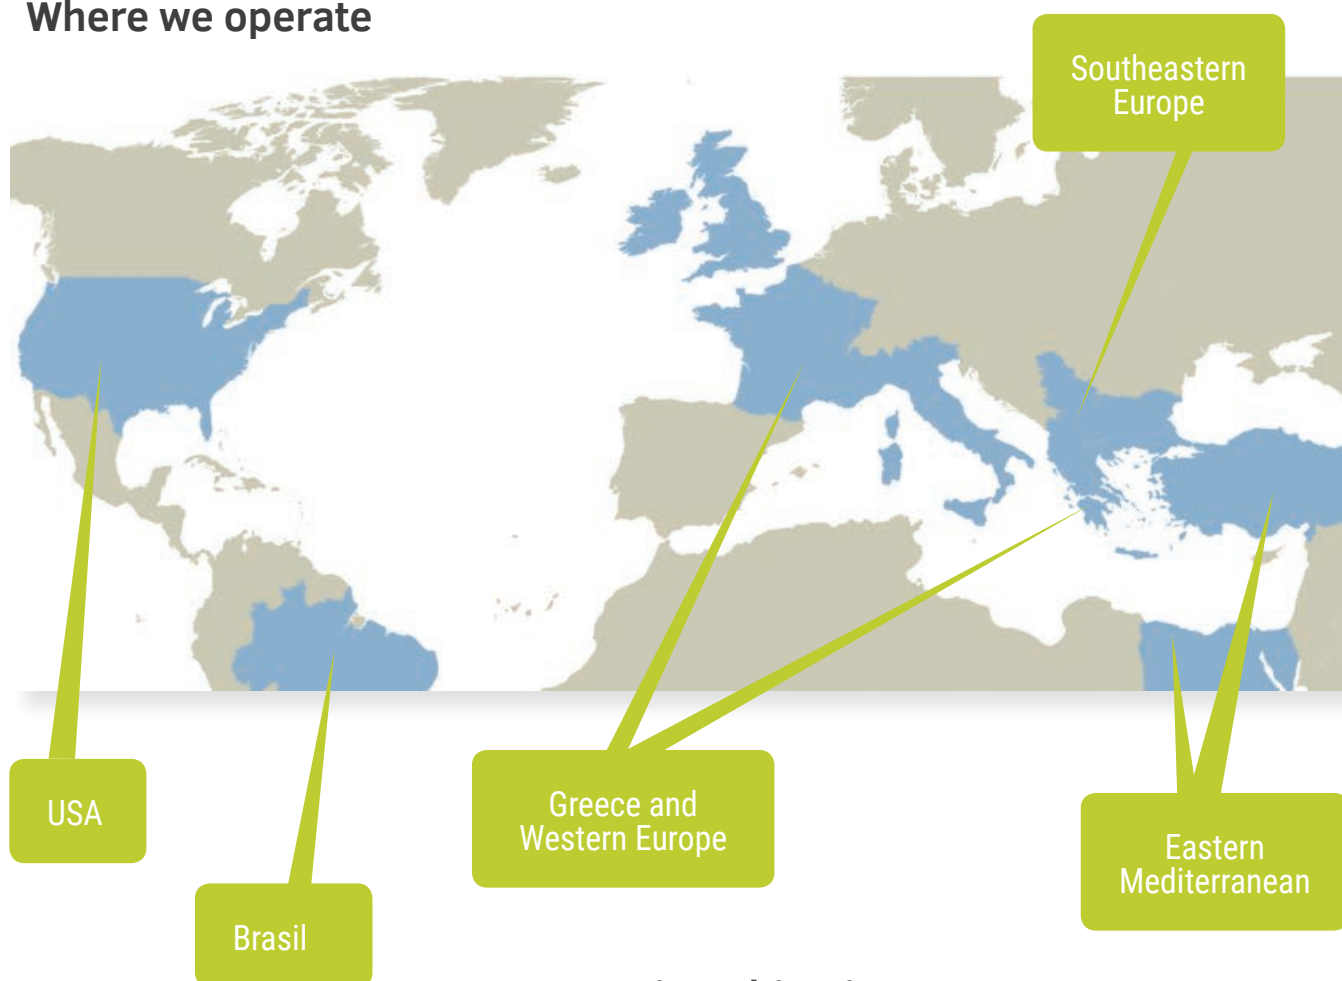 Where we operate
Southeastern
Europe
USA
Greece and
Western Europe
Eastern
Mediterranean
Brasil